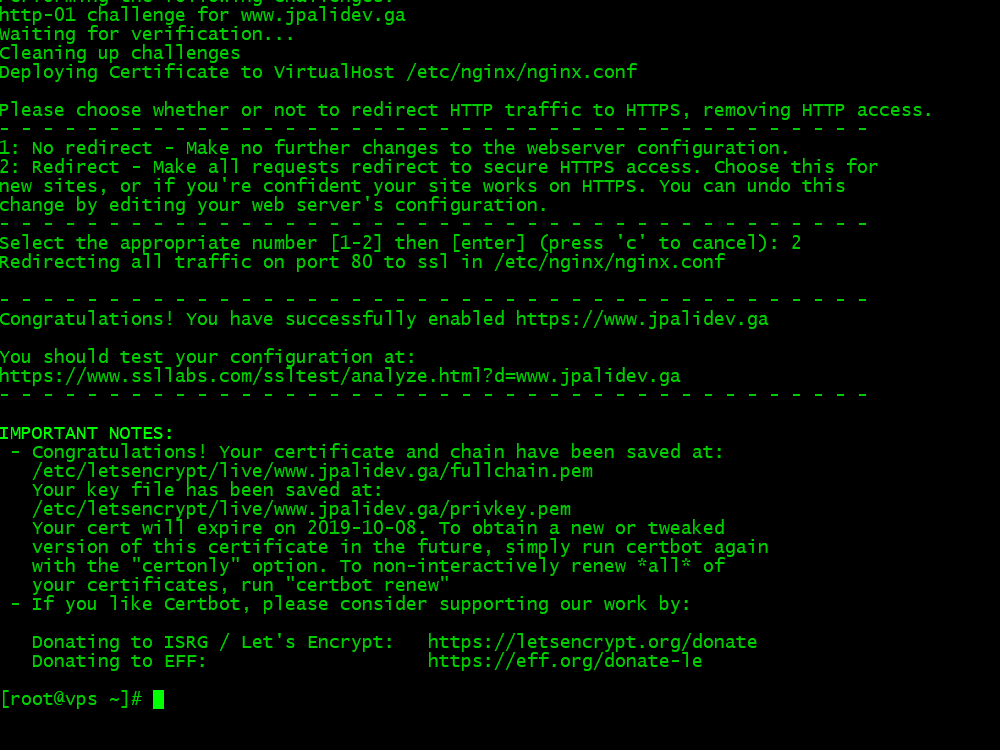 Performing the following challenges:
http-01 challenge for www.jpalidev.ga
Waiting for verification...
Cleaning up challenges
Deploying Certificate to VirtualHost /etc/nginx/nginx.conf
Please choose whether or not to redirect HTTP traffic to HTTPS, removing HTTP access.
- - - - - - - - - - - - - - - - - - - - - - - - - - - - - - - - - - - - - - - -
1: No redirect - Make no further changes to the webserver configuration.
2: Redirect - Make all requests redirect to secure HTTPS access. Choose this for
new sites, or if you're confident your site works on HTTPS. You can undo this
change by editing your web server's configuration.
- - - - - - - - - - - - - - - - - - - - - - - - - - - - - - - - - - - - - - - -
Select the appropriate number [1-2] then [enter] (press 'c' to cancel): 2
Redirecting all traffic on port 80 to ssl in /etc/nginx/nginx.conf
- - - - - - - - - - - - - - - - - - - - - - - - - - - - - - - - - - - - - - - -
Congratulations! You have successfully enabled https://www.jpalidev.ga
You should test your configuration at:
https://www.ssllabs.com/ssltest/analyze.html?d=www.jpalidev.ga
- - - - - - - - - - - - - - - - - - - - - - - - - - - - - - - - - - - - - - - -
IMPORTANT NOTES:
- Congratulations! Your certificate and chain have been saved at:
/etc/letsencrypt/live/www.jpalidev.ga/fullchain.pem
Your key file has been saved at:
/etc/letsencrypt/live/www.jpalidev.ga/privkey.pem
Your cert will expire on 2019-10-08. To obtain a new or tweaked
version of this certificate in the future, simply run certbot again
with the "certonly" option. To non-interactively renew *all* of
your certificates, run "certbot renew"
- If you like Certbot, please consider supporting our work by:
Donating to ISRG / Let's Encrypt: https://letsencrypt.org/donate
Donating to EFF: https://eff.org/donate-le
[root@vps ~]#